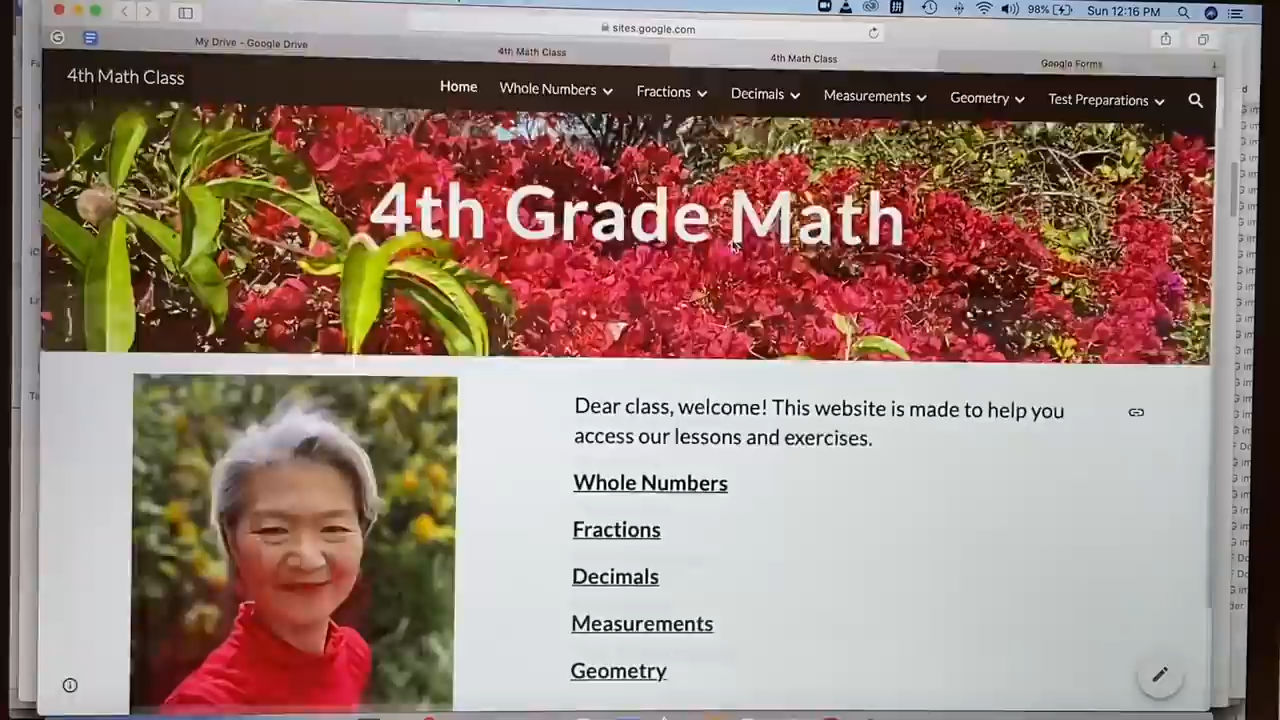 98%
Sun 12:16 PM
sites.google.com
My Drive - Google Drive
4th Math Class
4th Math Class
Google Forms
4th Math Class
Home
Whole Numbers
Fractions
Decimals
Measurements
Geometry
Test Preparations
4th Grade Math
Dear class, welcome! This website is made to help you
access our lessons and exercises.
Whole Numbers
Fractions
Decimals
Measurements
Geometry